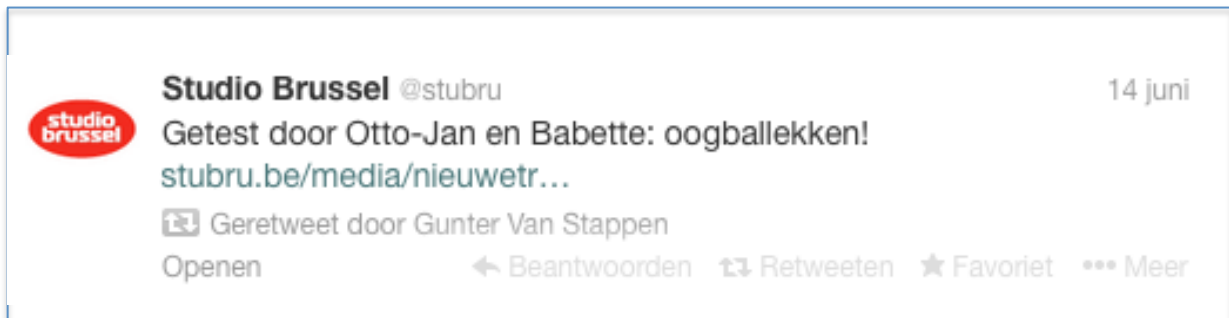 Studio Brussel @stubru 14 juni
studio
brussel
Getest door Otto-Jan en Babette: oogballekken!
stubru.be/media/nieuwetr...
Geretweet door Gunter Van Stappen
Openen Beantwoorden Retweeten Favoriet Meer